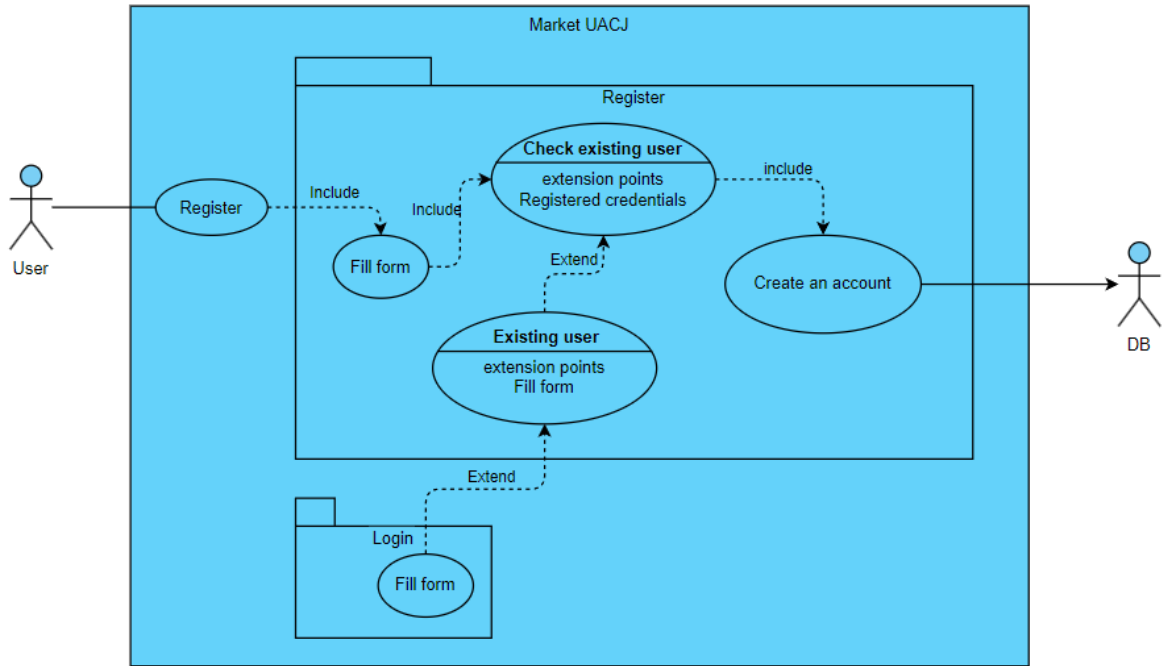 Market UACJ
Register
Check existing user
extension points
Registered credentials
include
Include
Include
Register
User
Fill form
Extend
Create an account
DB
Existing user
extension points
Fill form
Extend
Login
Fill form